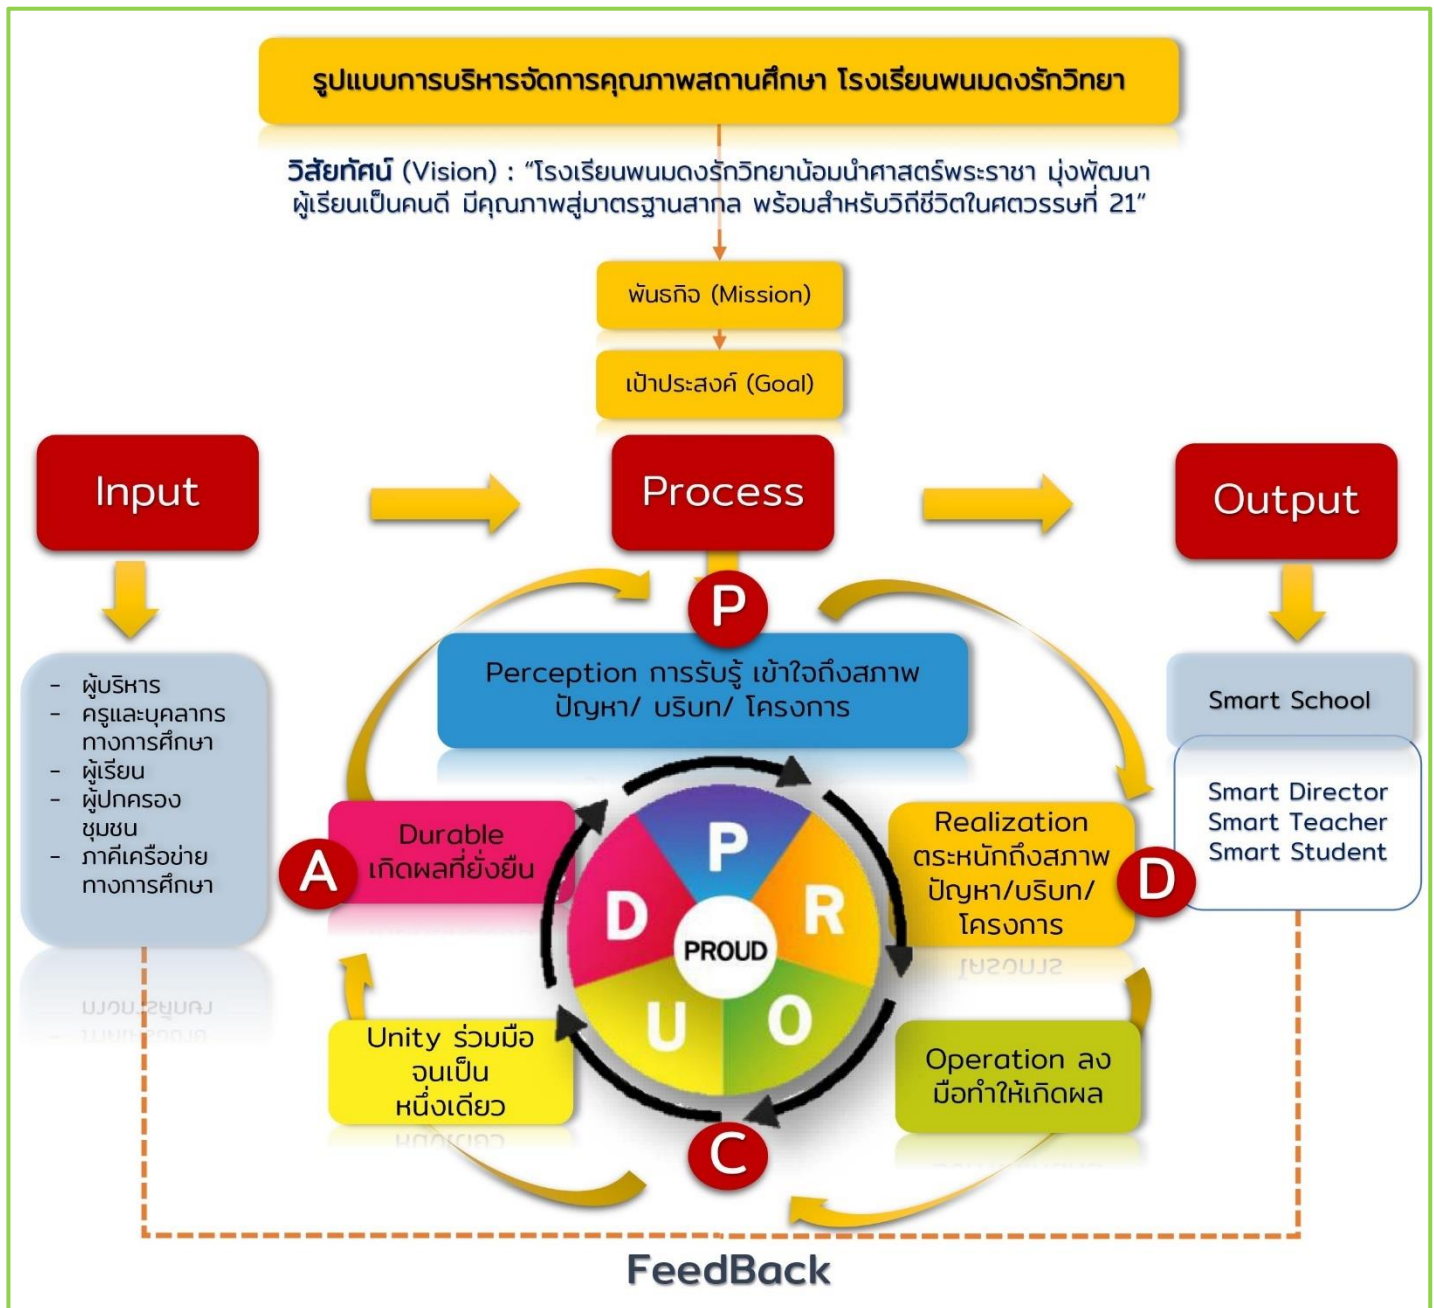 รูปแบบการบริหารจัดการคุณภาพสถานศึกษา โรงเรียนพนมดงรักวิทยา
วิสัยทัศน์ (Vision) : “โรงเรียนพนมดงรักวิทยาน้อมนำศาสตร์พระราชา มุ่งพัฒนา
ผู้เรียนเป็นคนดี มีคุณภาพสู่มาตรฐานสากล พร้อมสำหรับวิถีชีวิตในศตวรรษที่ 21”
พันธกิจ (Mission)
เป้าประสงค์ (Goal)
Input
Process
Output
P
Perception การรับรู้ เข้าใจถึงสภาพ
ปัญหา/ บริบท/ โครงการ
- ผู้บริหาร
- ครูและบุคลากร
ทางการศึกษา
- ผู้เรียน
- ผู้ปกครอง
ชุมชน
- ภาคีเครือข่าย
ทางการศึกษา
Smart School
Smart Director
Smart Teacher
Smart Student
A
Durable
เกิดผลที่ยั่งยืน
P
R
O
U
D
PROUD
Realization
ตระหนักถึงสภาพ
ปัญหา/บริบท/
โครงการ
D
Unity ร่วมมือ
จนเป็น
หนึ่งเดียว
Operation ลง
มือทำให้เกิดผล
C
FeedBack